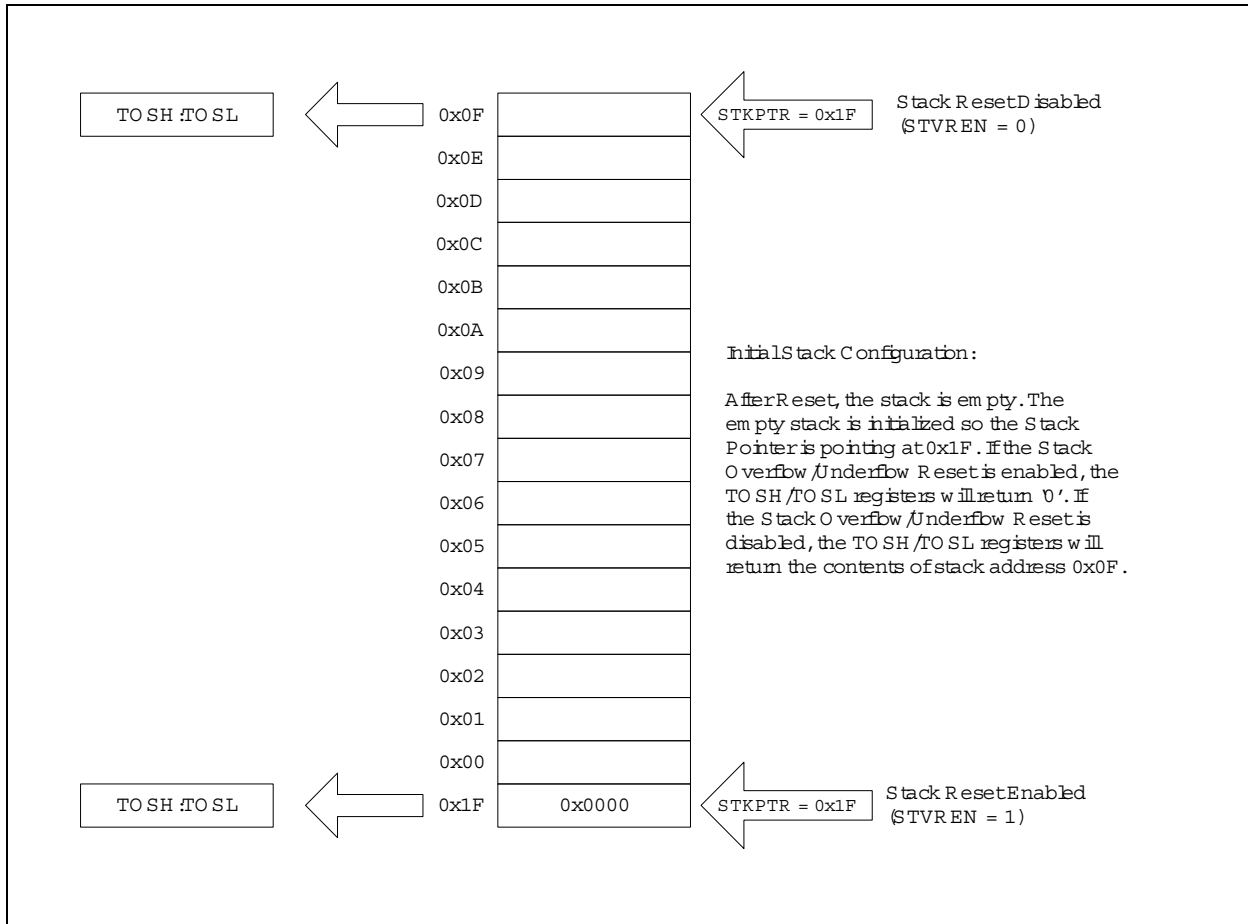 TOSH:TOSL
0x0F
STKPTR = 0x1F
Stack Reset Disabled
(STVREN = 0)
0x0E
0x0D
0x0C
0x0B
0x0A
0x09
0x08
0x07
0x06
0x05
0x04
0x03
0x02
0x01
0x00
Initial Stack Configuration:
After Reset, the stack is empty. The
empty stack is initialized so the Stack
Pointer is pointing at 0x1F. If the Stack
Overflow/Underflow Reset is enabled, the
TOSH/TOSL registers will return '0'. If
the Stack Overflow/Underflow Reset is
disabled, the TOSH/TOSL registers will
return the contents of stack address 0x0F.
TOSH:TOSL
0x1F
0x0000
STKPTR = 0x1F
Stack Reset Enabled
(STVREN = 1)